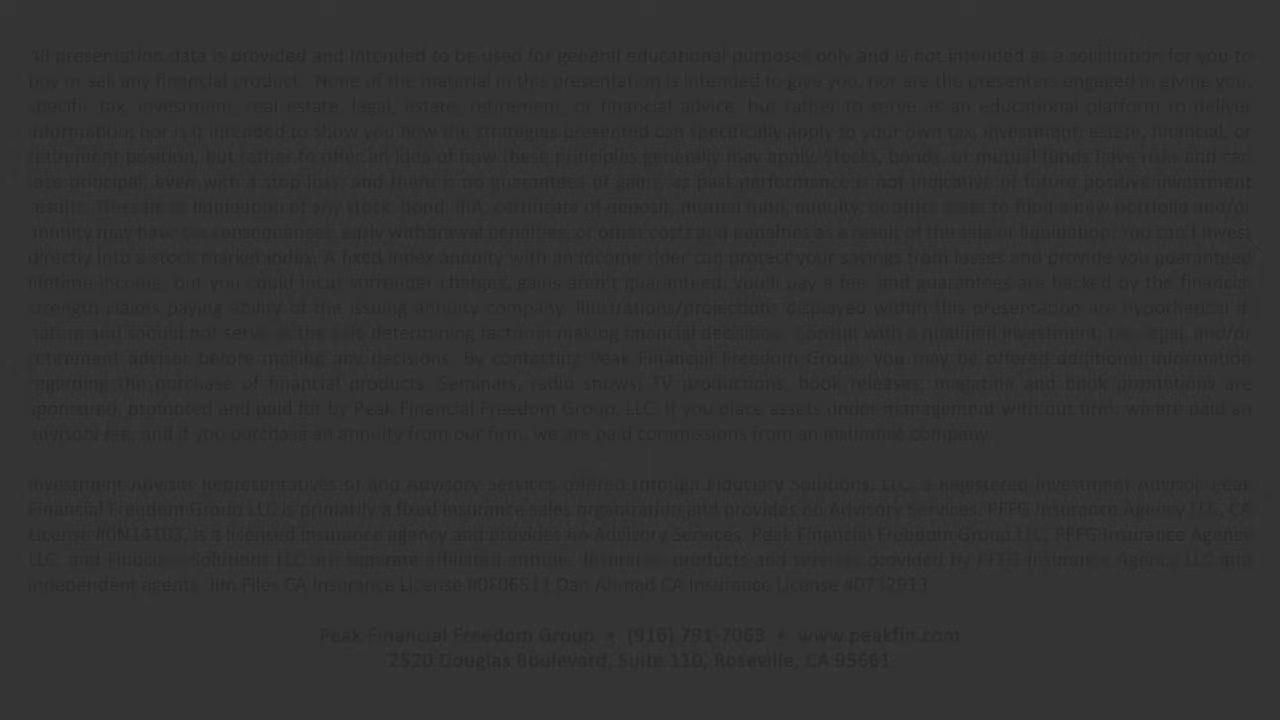 All presentation data is provided and intended to be used for general educational purposes only and is not intended as a solicitation for you to
buy or sell any financial product. None of the material in this presentation is intended to give you, nor are the presenters engaged in giving you,
specific tax, investment, real estate, legal, estate, retirement, or financial advice, but rather to serve as an educational platform to deliver
information; nor is it intended to show you how the strategies presented can specifically apply to your own tax, investment, estate, financial, or
retirement position, but rather to offer an idea of how these principles generally may apply. Stocks, bonds, or mutual funds have risks and can
lose principal; even with a stop loss, and there is no guarantees of gains, as past performance is not indicative of future positive investment
results. The sale or liquidation of any stock, bond, IRA, certificate of deposit, mutual fund, annuity, or other asset to fund a new portfolio and/or
annuity may have tax consequences, early withdrawal penalties, or other costs and penalties as a result of the sale or liquidation. You can't invest
directly into a stock market index. A fixed index annuity with an income rider can protect your savings from losses and provide you guaranteed
lifetime income, but you could incur surrender charges, gains aren't guaranteed, you'll pay a fee, and guarantees are backed by the financial
strength claims paying ability of the issuing annuity company. Illustrations/projections displayed within this presentation are hypothetical in
nature and should not serve as the sole determining factor in making financial decisions. Consult with a qualified investment, tax, legal, and/or
retirement advisor before making any decisions. By contacting Peak Financial Freedom Group, you may be offered additional information
regarding the purchase of financial products. Seminars, radio shows, TV productions, book releases, magazine and book promotions are
sponsored, promoted and paid for by Peak Financial Freedom Group, LLC. If you place assets under management with our firm, we are paid an
advisory fee, and if you purchase an annuity from our firm, we are paid commissions from an insurance company.
Investment Adviser Representatives of and Advisory Services offered through Fiduciary Solutions, LLC, a Registered Investment Advisor. Peak
Financial Freedom Group LLC is primarily a fixed insurance sales organization and provides no Advisory Services. PFFG Insurance Agency LLC, CA
License #0N14103, is a licensed insurance agency and provides no Advisory Services. Peak Financial Freedom Group LLC, PFFG Insurance Agency
LLC, and Fiduciary Solutions LLC are separate affiliated entities. Insurance products and services provided by PFFG Insurance Agency LLC and
independent agents. Jim Files CA Insurance License #0F06511, Dan Ahmad CA Insurance License #0732913
Peak Financial Freedom Group • (916) 791-7063 • www.peakfin.com
2520 Douglas Boulevard, Suite 110, Roseville, CA 95661